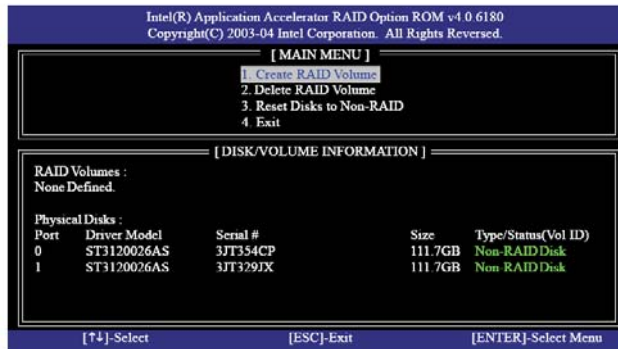 Intel(R) Application Accelerator RAID Option ROM v4.0.6180
Copyright(C) 2003-04 Intel Corporation. All Rights Reversed.
[ MAIN MENU ]
1. Create RAID Volume
2. Delete RAID Volume
3. Reset Disks to Non-RAID
4. Exit
[ DISK/VOLUME INFORMATION ]
RAID Volumes :
None Defined.
Physical Disks :
Port Driver Model Serial # Size Type/Status(Vol ID)
0 ST3120026AS 3JT354CP 111.7GB Non-RAID Disk
1 ST3120026AS 3JT329JX 111.7GB Non-RAID Disk
[↑↓]-Select [ESC]-Exit [ENTER]-Select Menu